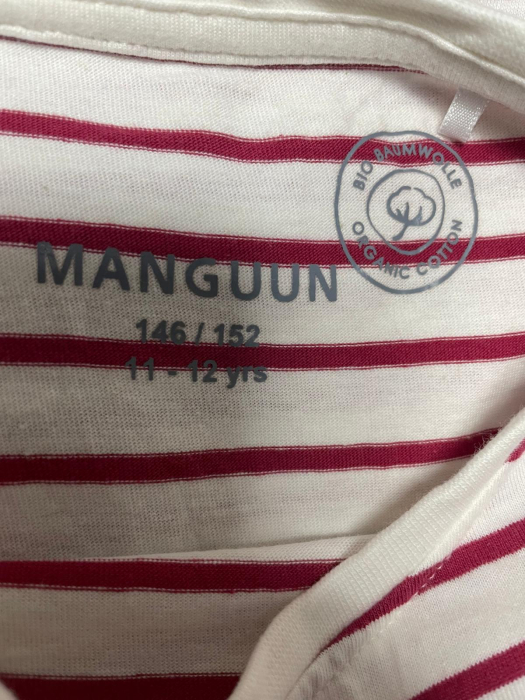 BIO BAUMWOLLE
ORGANIC COTTON
MANGUUN
146 / 152
11 - 12 yrs